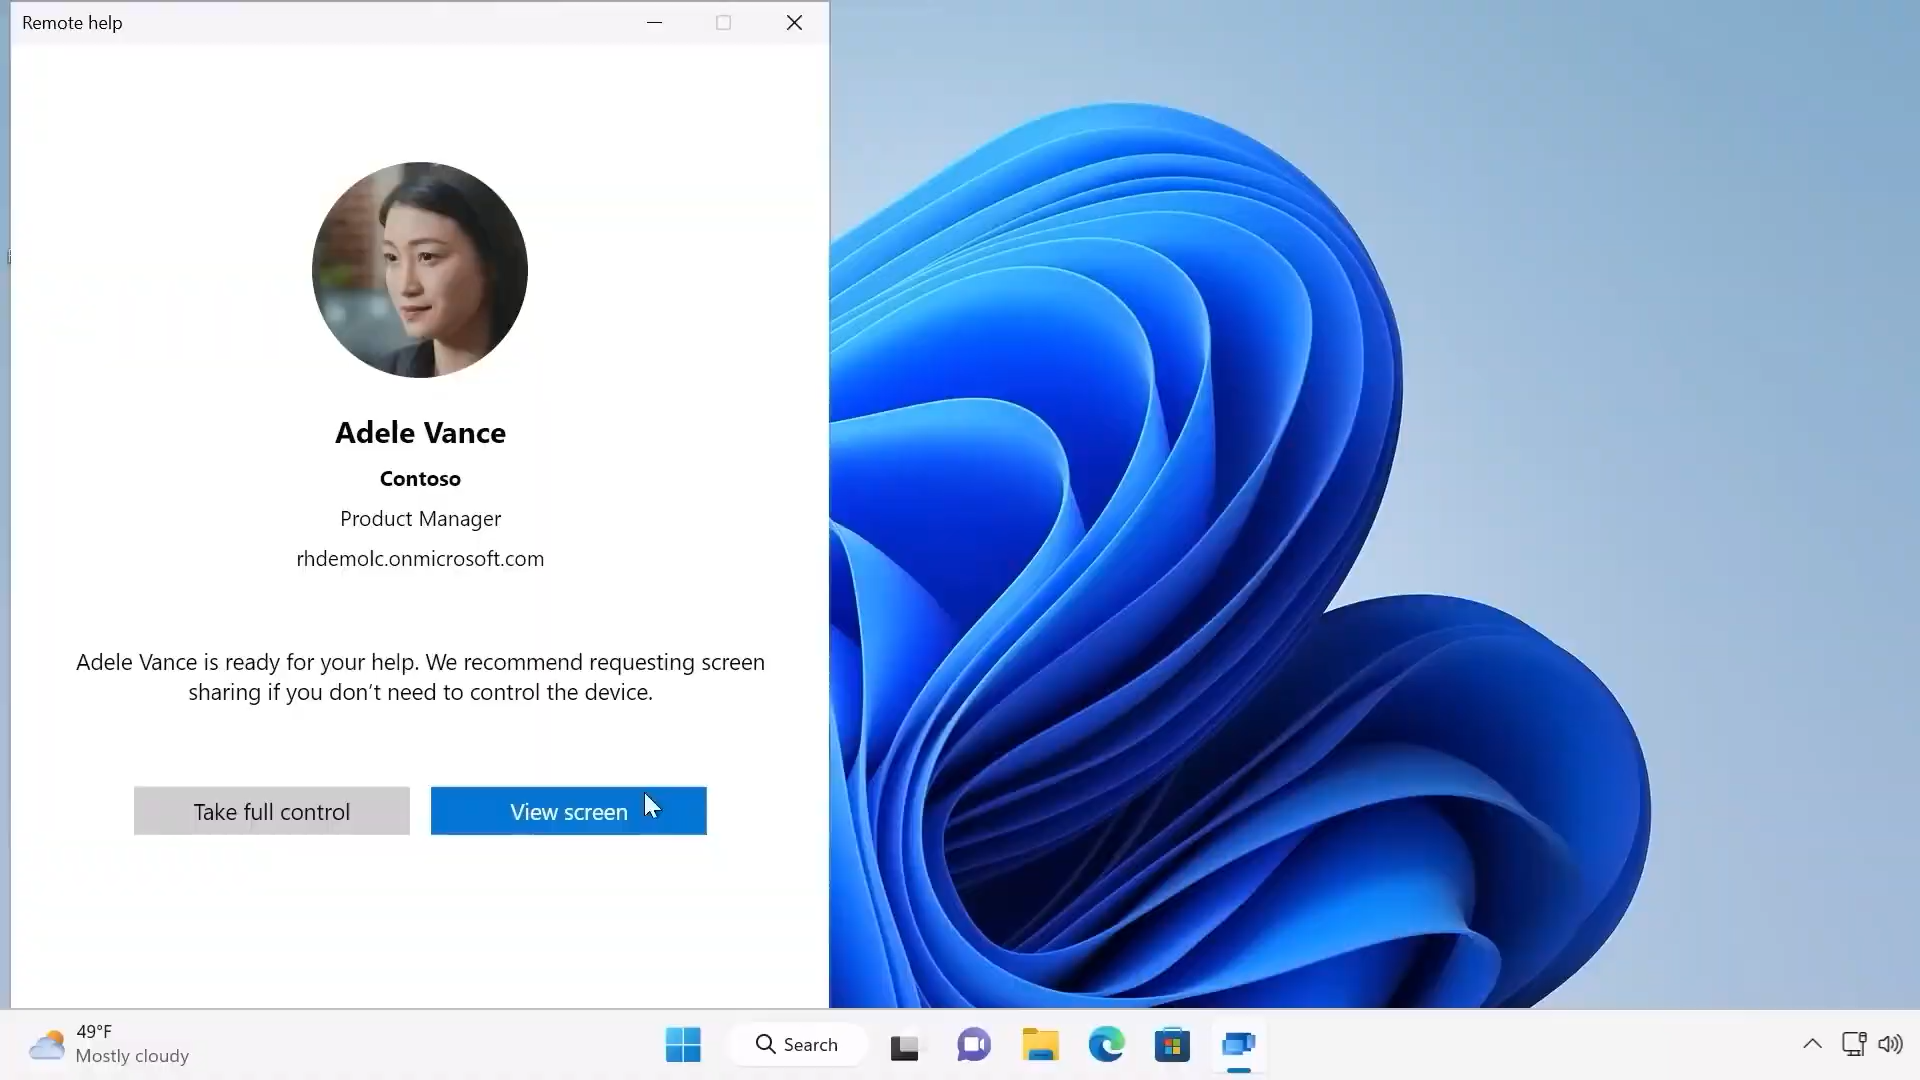 Remote help
Adele Vance
Contoso
Product Manager
rhdemolc.onmicrosoft.com
Adele Vance is ready for your help. We recommend requesting screen
sharing if you don’t need to control the device.
Take full control
View screen
49°F
Mostly cloudy
Search